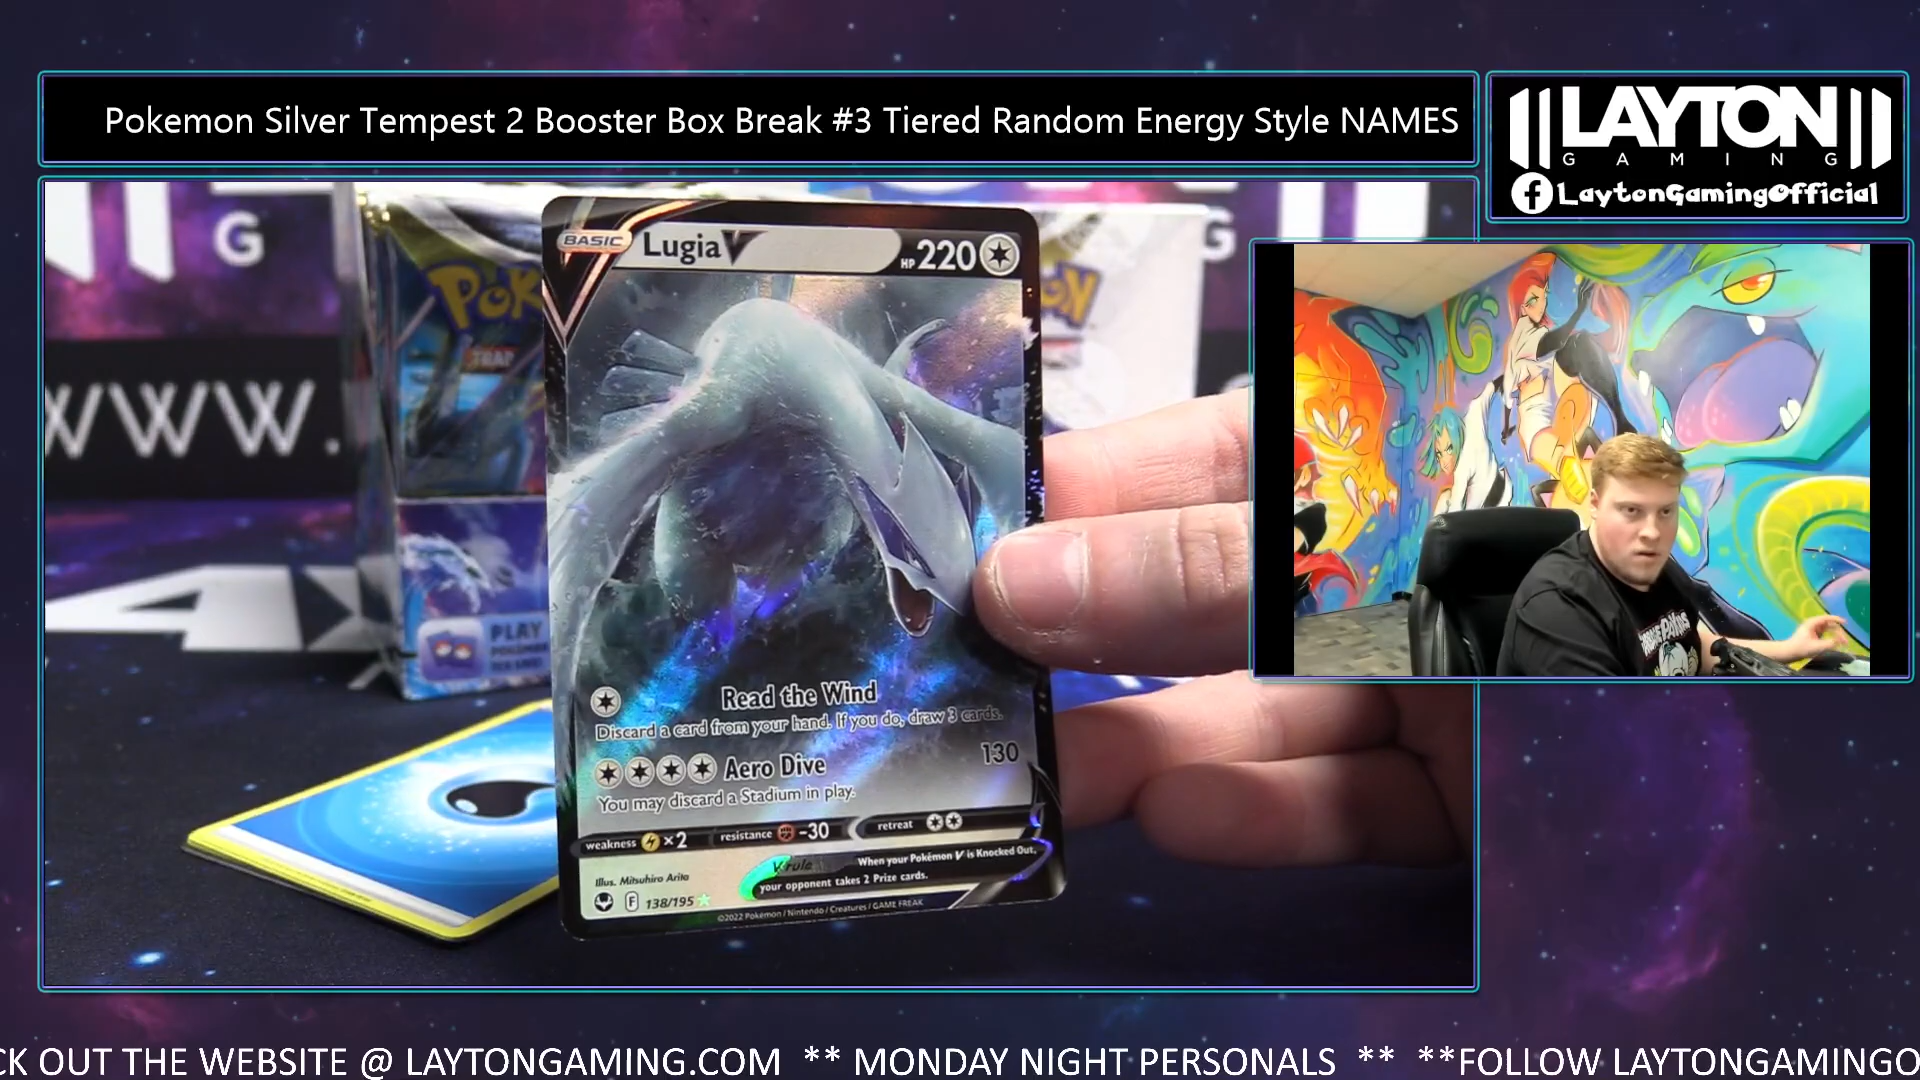 Pokemon Silver Tempest 2 Booster Box Break #3 Tiered Random Energy Style NAMES
LAYTON
GAMING
LaytonGamingOfficial
G
WWW.
PLAY
BASIC
Lugia V
HP 220
Read the Wind
Discard a card from your hand. If you do, draw 3 cards.
Aero Dive 130
You may discard a Stadium in play.
weakness ×2 resistance -30 retreat
V rule When your Pokémon V is Knocked Out,
your opponent takes 2 Prize cards.
Illus. Mitsuhiro Arita
F 138/195
©2022 Pokémon / Nintendo / Creatures / GAME FREAK
CK OUT THE WEBSITE @ LAYTONGAMING.COM ** MONDAY NIGHT PERSONALS ** **FOLLOW LAYTONGAMINGO